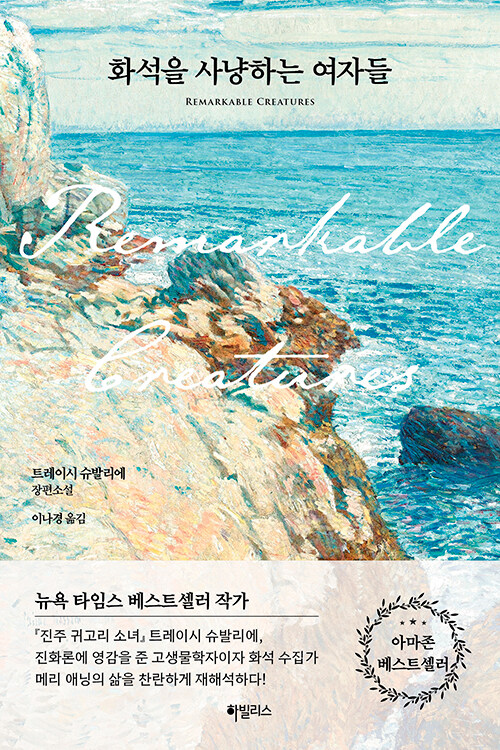 화석을 사냥하는 여자들
REMARKABLE CREATURES
Remarkable
Creatures
트레이시 슈발리에
장편소설
이나경 옮김
뉴욕 타임스 베스트셀러 작가
『진주 귀고리 소녀』 트레이시 슈발리에,
진화론에 영감을 준 고생물학자이자 화석 수집가
메리 애닝의 삶을 찬란하게 재해석하다!
아마존
베스트셀러
하빌리스